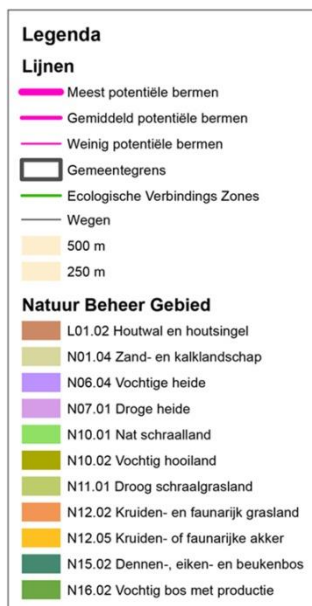 Legenda
Lijnen
Meest potentiële bermen
Gemiddeld potentiële bermen
Weinig potentiële bermen
Gemeentegrens
Ecologische Verbindings Zones
Wegen
500 m
250 m
Natuur Beheer Gebied
L01.02 Houtwal en houtsingel
N01.04 Zand- en kalklandschap
N06.04 Vochtige heide
N07.01 Droge heide
N10.01 Nat schraalland
N10.02 Vochtig hooiland
N11.01 Droog schraalgrasland
N12.02 Kruiden- en faunarijk grasland
N12.05 Kruiden- of faunarijke akker
N15.02 Dennen-, eiken- en beukenbos
N16.02 Vochtig bos met productie